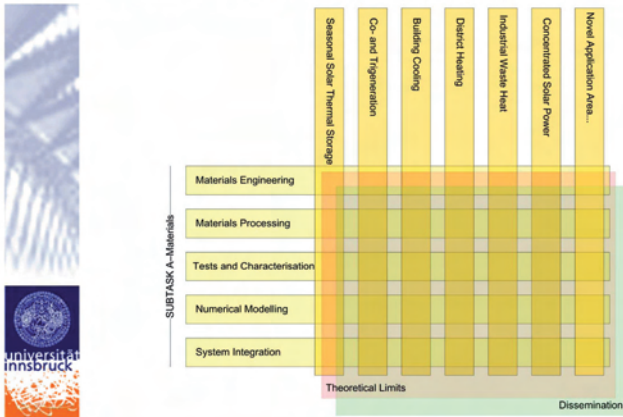 Seasonal Solar Thermal Storage
Co- and Trigeneration
Building Cooling
District Heating
Industrial Waste Heat
Concentrated Solar Power
Novel Application Area...
SUBTASK A–Materials
Materials Engineering
Materials Processing
Tests and Characterisation
Numerical Modelling
System Integration
Theoretical Limits
Dissemination
universität
innsbruck